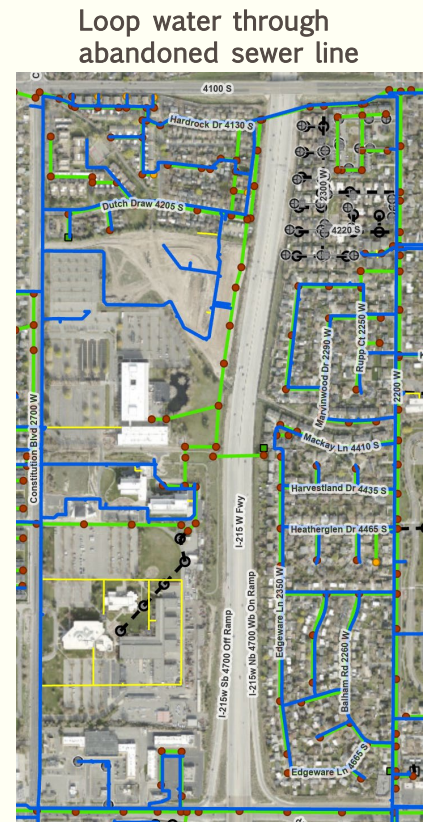 Loop water through
abandoned sewer line
C
4100 S
Hardrock Dr 4130 S
2300 W
Dutch Draw 4205 S
4220 S
Constitution Blvd 2700 W
Marvinwood Dr 2290 W
Rupp Ct 2250 W
2200 W
Mackay Ln 4410 S
Harvestland Dr 4435 S
I-215 W Fwy
Heatherglen Dr 4465 S
Edgeware Ln 2350 W
I-215w Sb 4700 Off Ramp
I-215w Nb 4700 Wb On Ramp
Balham Rd 2260 W
Edgeware Ln 4665 S